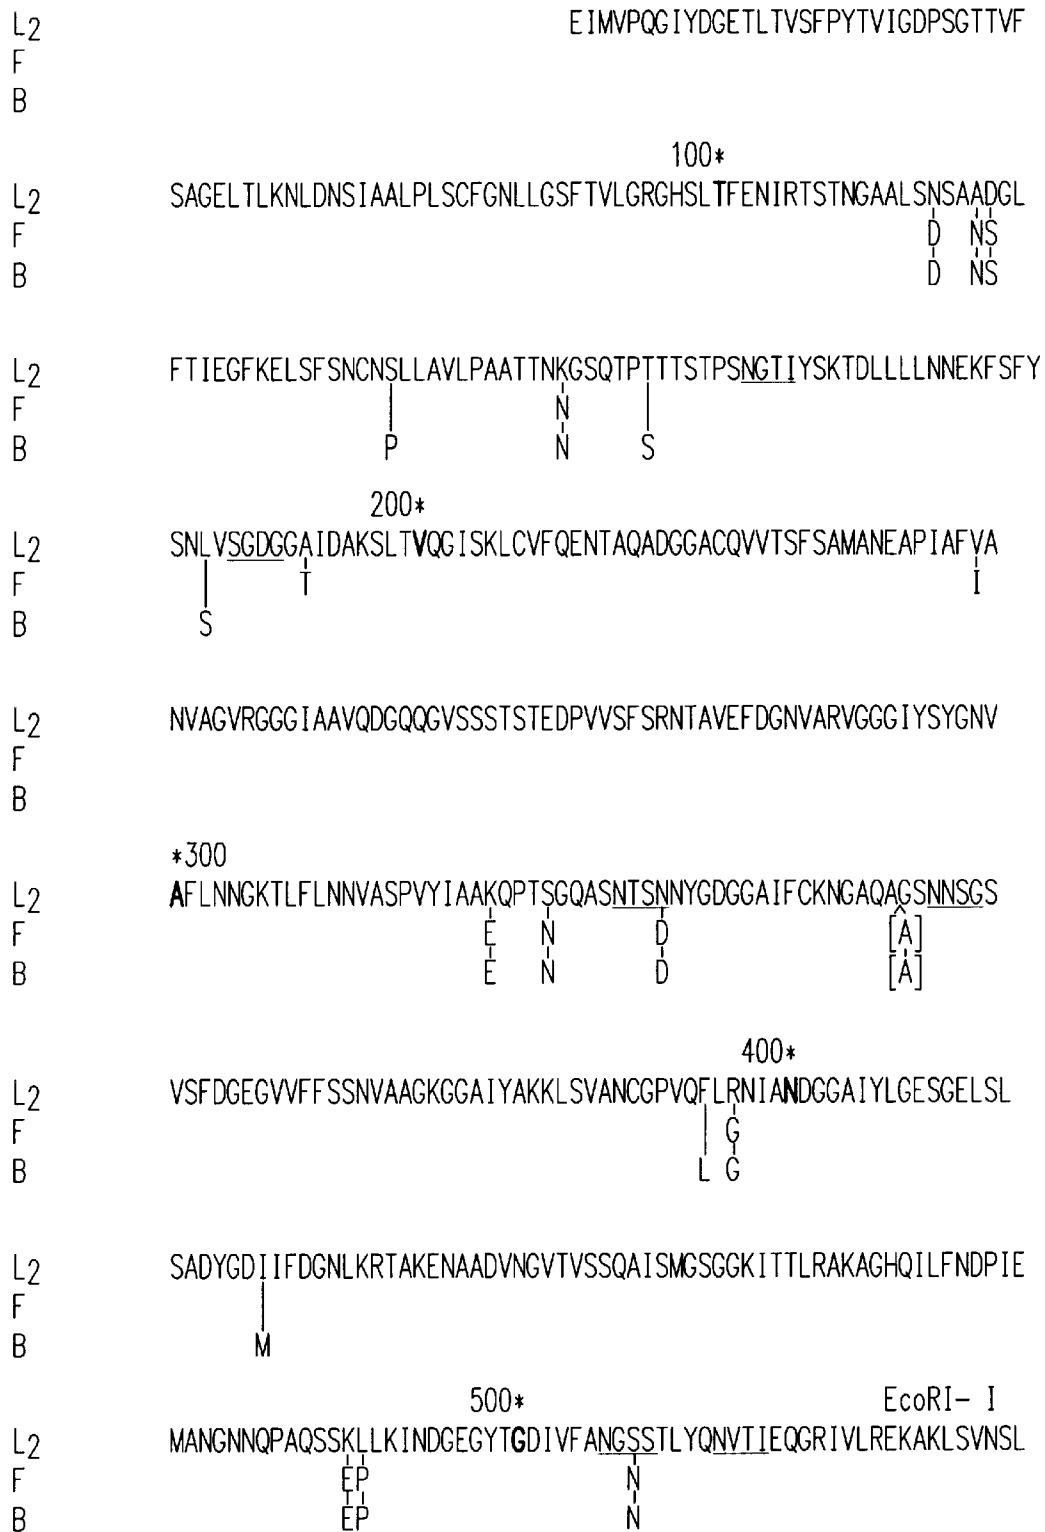 L2 EIMVPQGIYDGETLTVSFPYTVIGDPSGTTVF
F
B
100*
L2 SAGELTLKNLDNSIAALPLSCFGNLLGSFTVLGRGHSLTFENIRTSTNGAALSNSAADGL
F D NS
B D NS
L2 FTIEGFKELSFSNCNSLLAVLPAATTNKGSQTPTTTSTPSNGTIYSKTDLLLLNNEKFSFY
F N
B P N S
200*
L2 SNLVSGDGGAIDAKSLTVQGISKLCVFQENTAQADGGACQVVTSFSAMANEAPIAFVA
F T I
B S
L2 NVAGVRGGGIAAVQDGQQGVSSSTSTEDPVVSFSRNTAVEFDGNVARVGGGIYSYGNV
F
B
*300
L2 AFLNNGKTLFLNNVASPVYIAAKQPTSGQASNTSNNYGDGGAIFCKNGAQAGSNNSGS
F E N D [A]
B E N D [A]
400*
L2 VSFDGEGVVFFSSNVAAGKGGAIYAKKLSVANCGPVQFLRNIANDGGAIYLGESGELSL
F G
B L G
L2 SADYGDIIFDGNLKRTAKENAADVNGVTVSSQAISMGSGGKITTLRAKAGHQILFNDPIE
F
B M
500* EcoRI- I
L2 MANGNNQPAQSSKLLKINDGEGYTGDIVFANGSSTLYQNVTIEQGRIVLREKAKLSVNSL
F EP N
B EP N